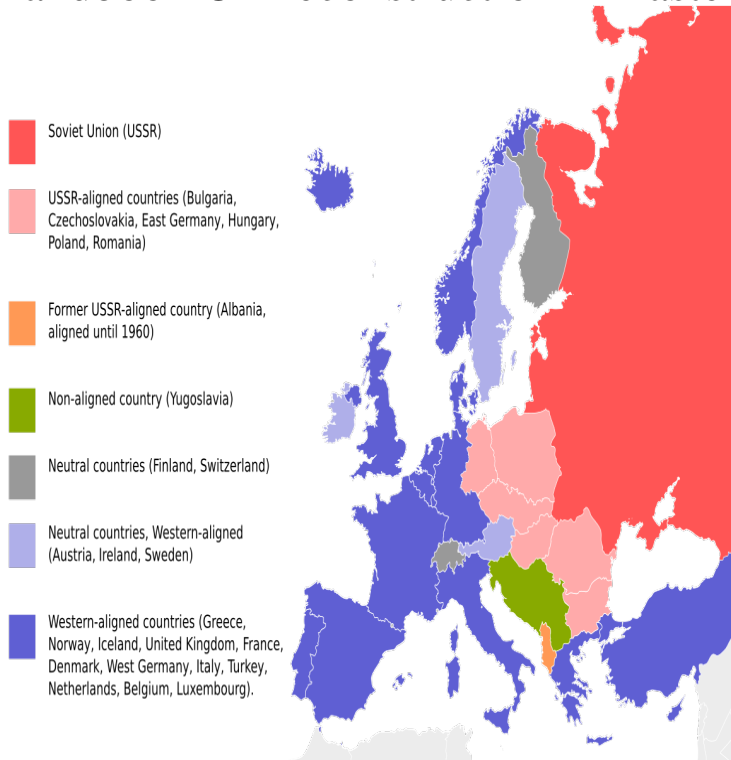 Soviet Union (USSR)
USSR-aligned countries (Bulgaria,
Czechoslovakia, East Germany, Hungary,
Poland, Romania)
Former USSR-aligned country (Albania,
aligned until 1960)
Non-aligned country (Yugoslavia)
Neutral countries (Finland, Switzerland)
Neutral countries, Western-aligned
(Austria, Ireland, Sweden)
Western-aligned countries (Greece,
Norway, Iceland, United Kingdom, France,
Denmark, West Germany, Italy, Turkey,
Netherlands, Belgium, Luxembourg).